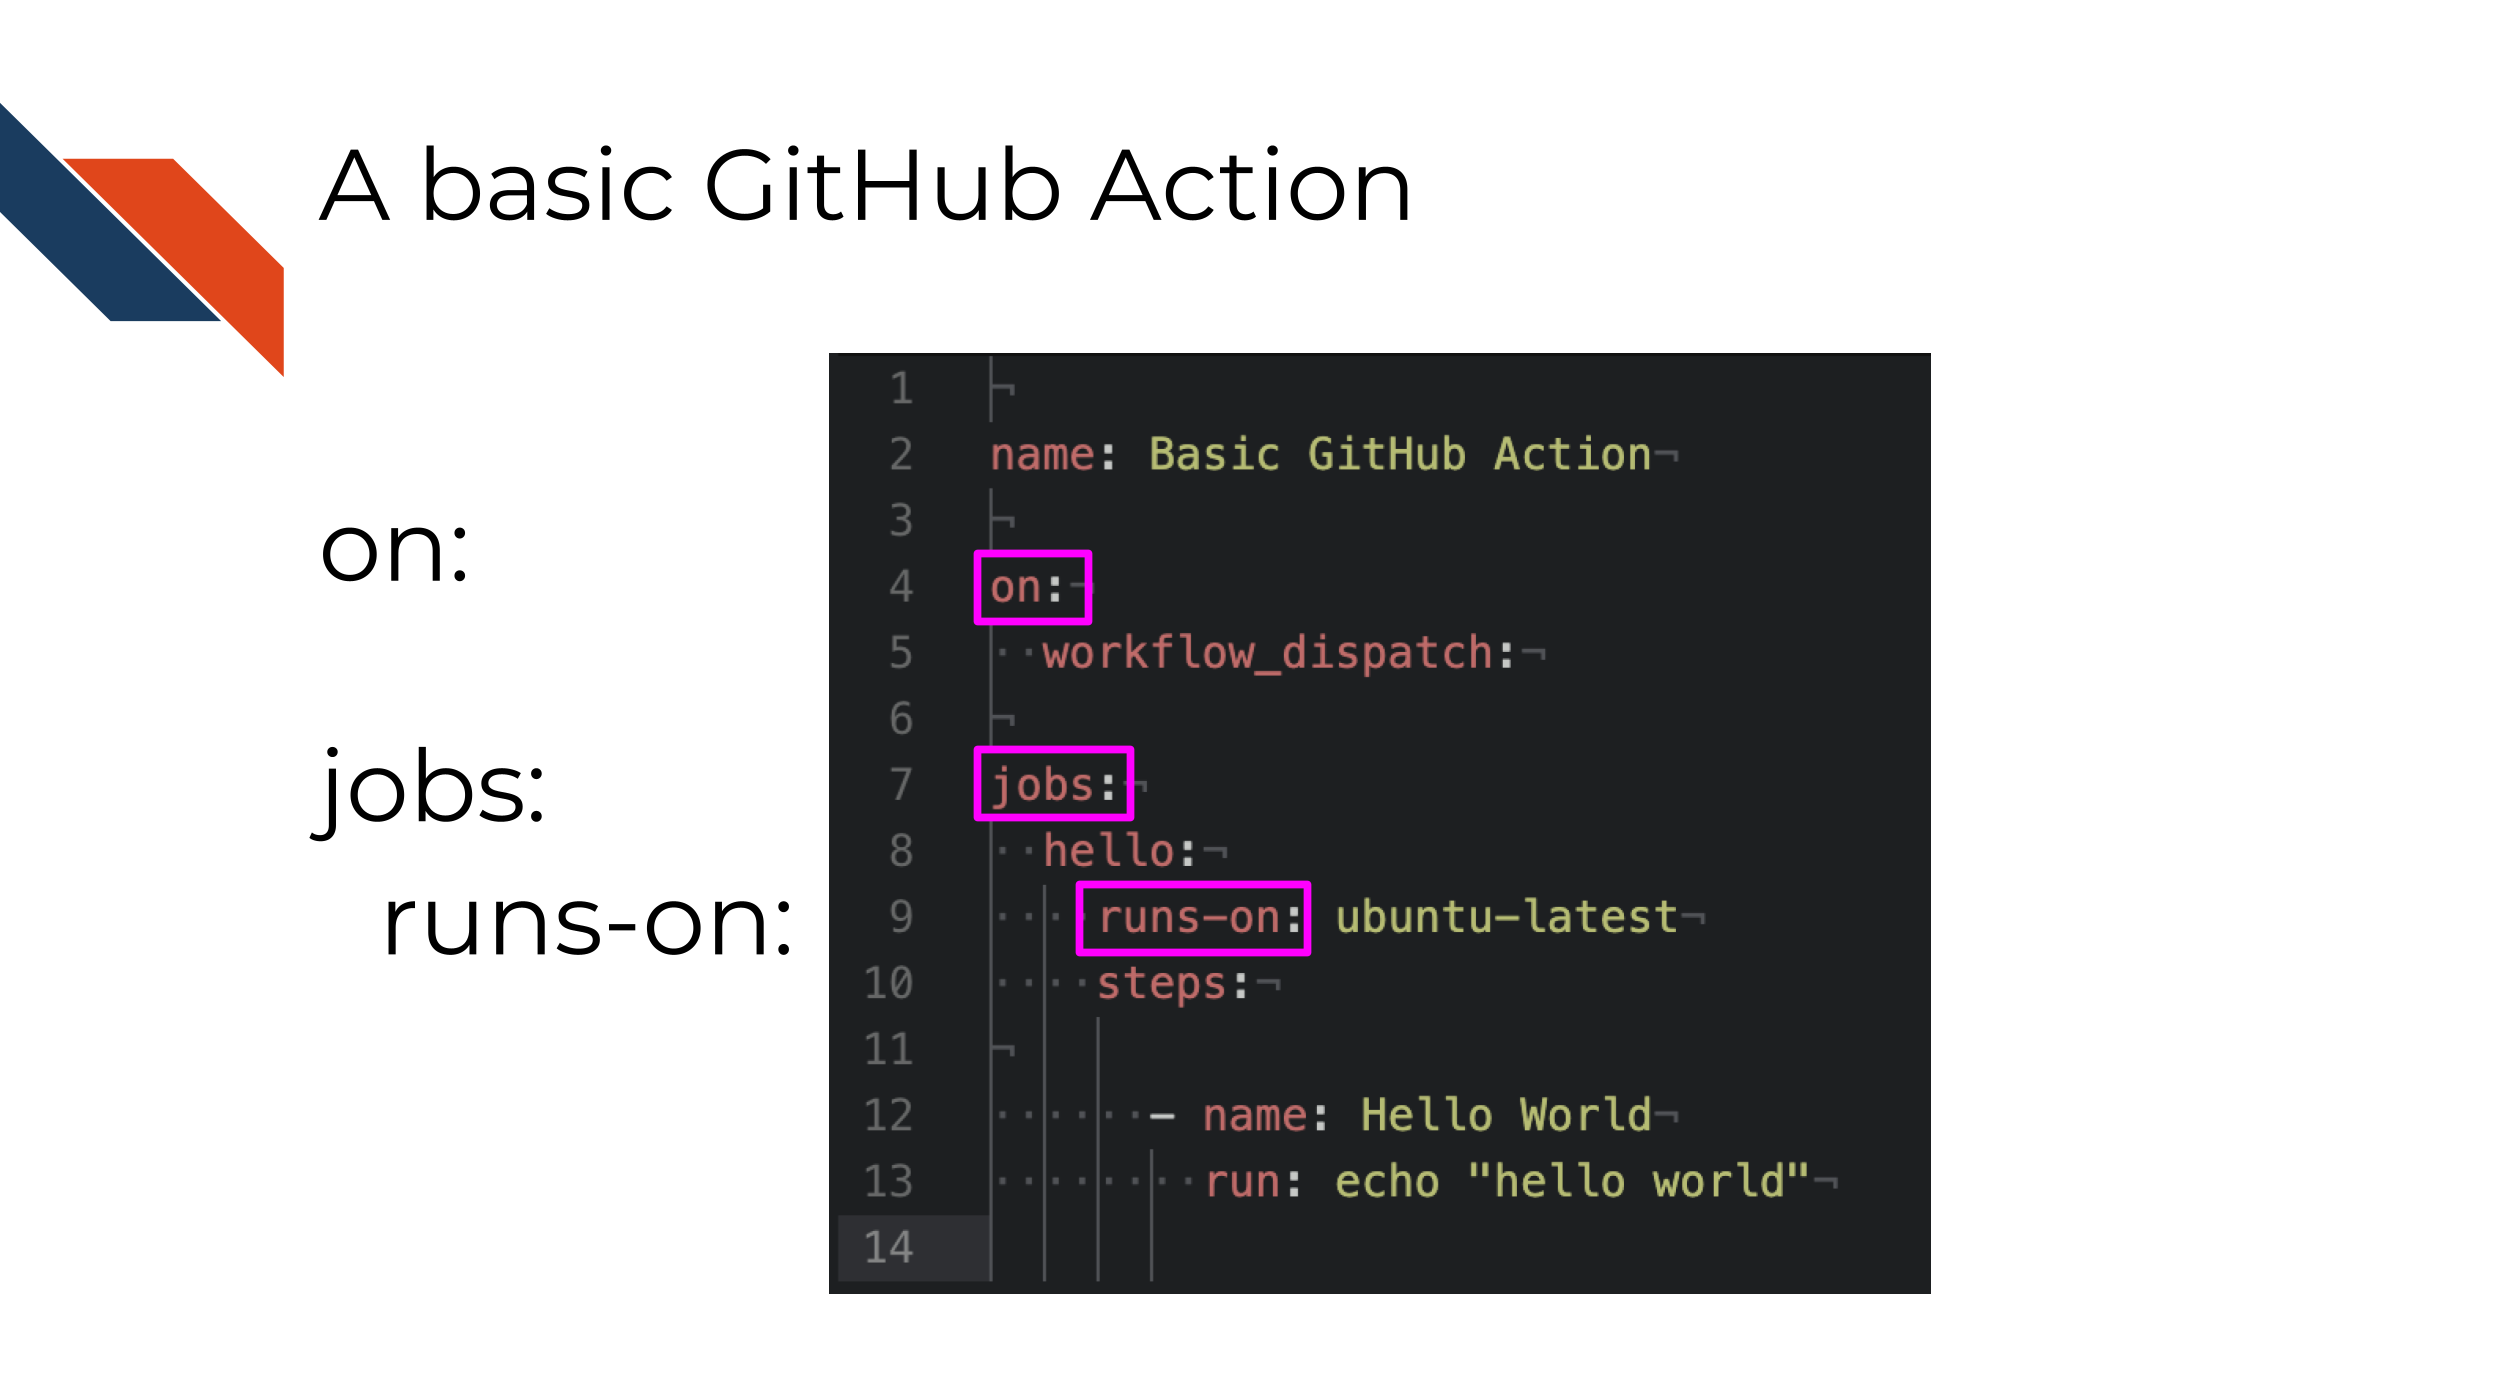 A basic GitHub Action
on:
jobs:
runs-on:
1
2 name: Basic GitHub Action
3
4 on:
5 workflow_dispatch:
6
7 jobs:
8 hello:
9 runs-on: ubuntu-latest
10 steps:
11
12 - name: Hello World
13 run: echo "hello world"
14